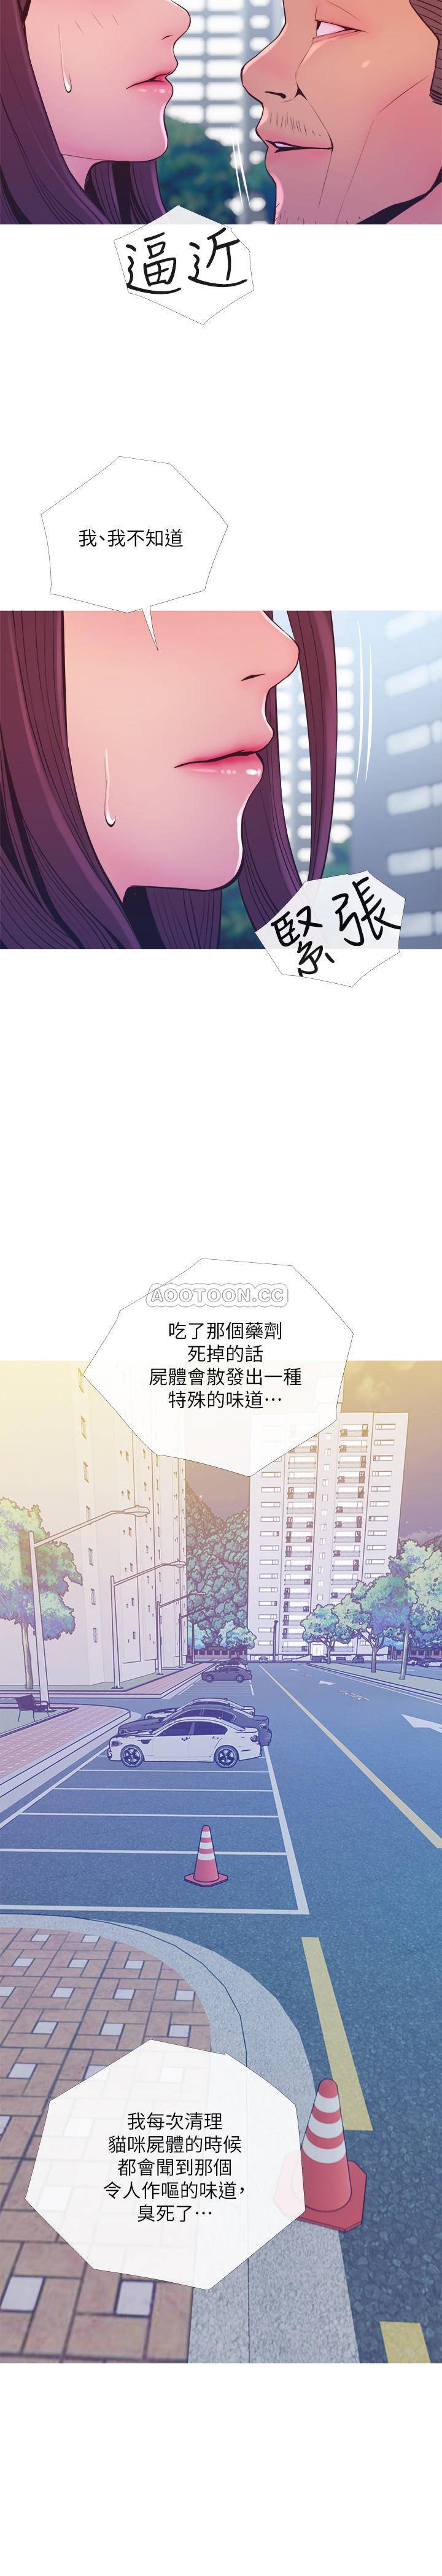 逼近
我、我不知道
緊張
AOOTOON.CC
吃了那個藥劑
死掉的話
屍體會散發出一種
特殊的味道…
我每次清理
貓咪屍體的時候
都會聞到那個
令人作嘔的味道,
臭死了…